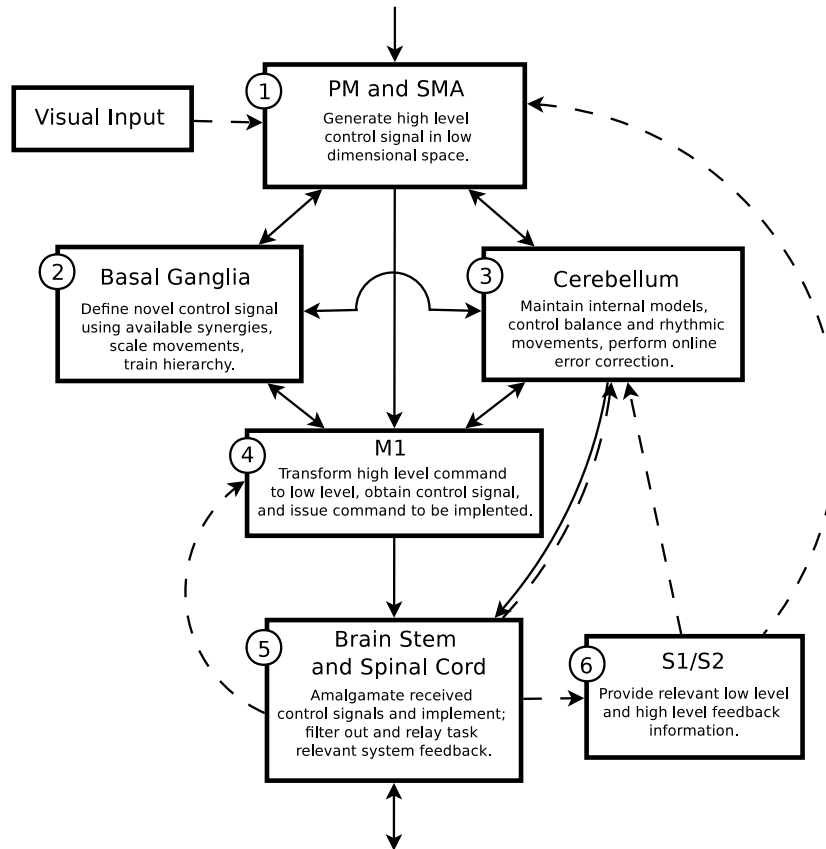 1
PM and SMA
Generate high level
control signal in low
dimensional space.
Visual Input
2
Basal Ganglia
Define novel control signal
using available synergies,
scale movements,
train hierarchy.
3
Cerebellum
Maintain internal models,
control balance and rhythmic
movements, perform online
error correction.
4
M1
Transform high level command
to low level, obtain control signal,
and issue command to be implented.
5
Brain Stem
and Spinal Cord
Amalgamate received
control signals and implement;
filter out and relay task
relevant system feedback.
6
S1/S2
Provide relevant low level
and high level feedback
information.